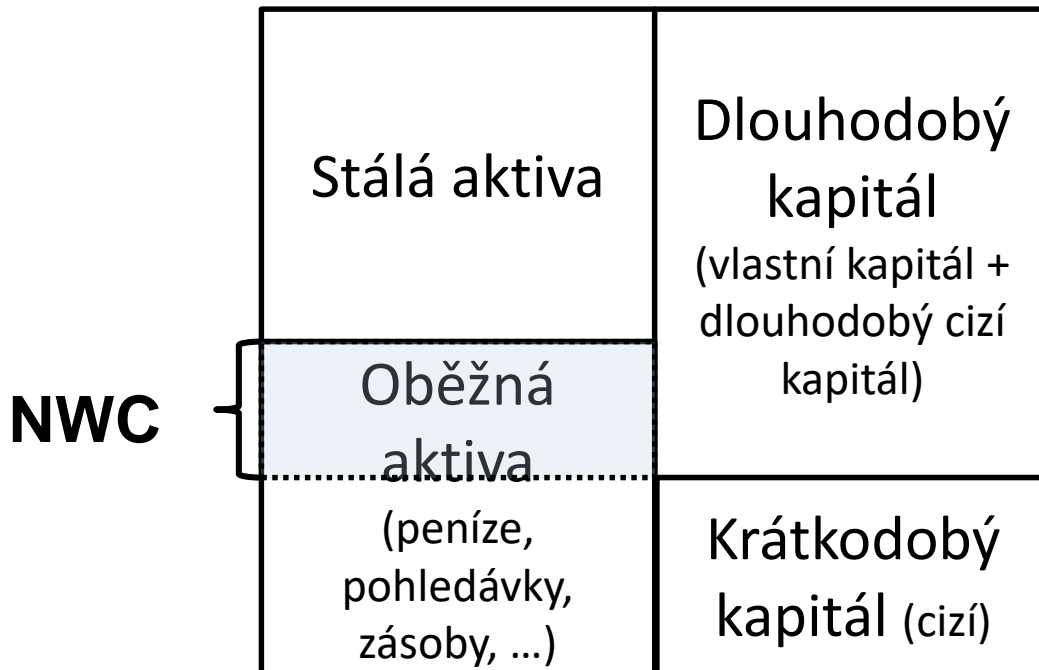 Stálá aktiva
Dlouhodobý
kapitál
(vlastní kapitál +
dlouhodobý cizí
kapitál)
NWC
Oběžná
aktiva
(peníze,
pohledávky,
zásoby, ...)
Krátkodobý
kapitál (cizí)